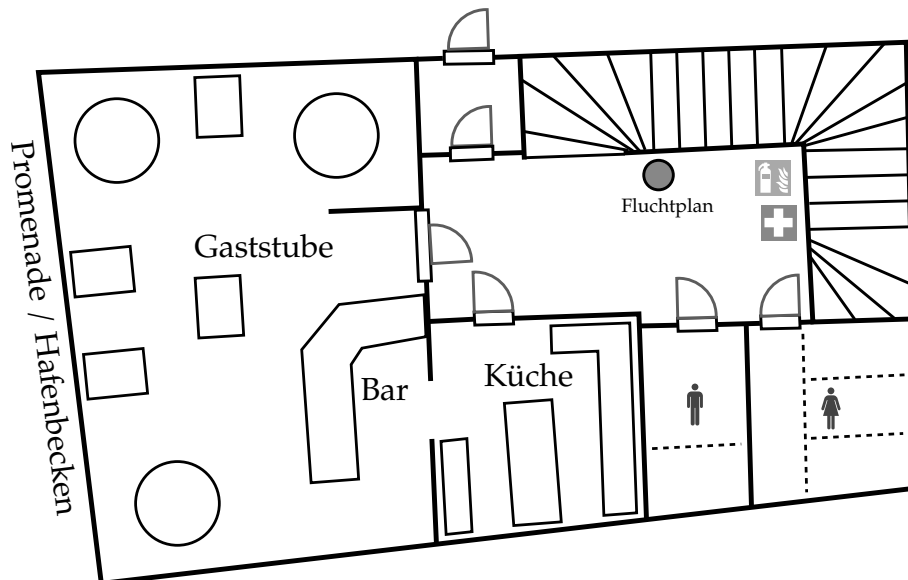 Promenade / Hafenbecken
Gaststube
Fluchtplan
Bar
Küche